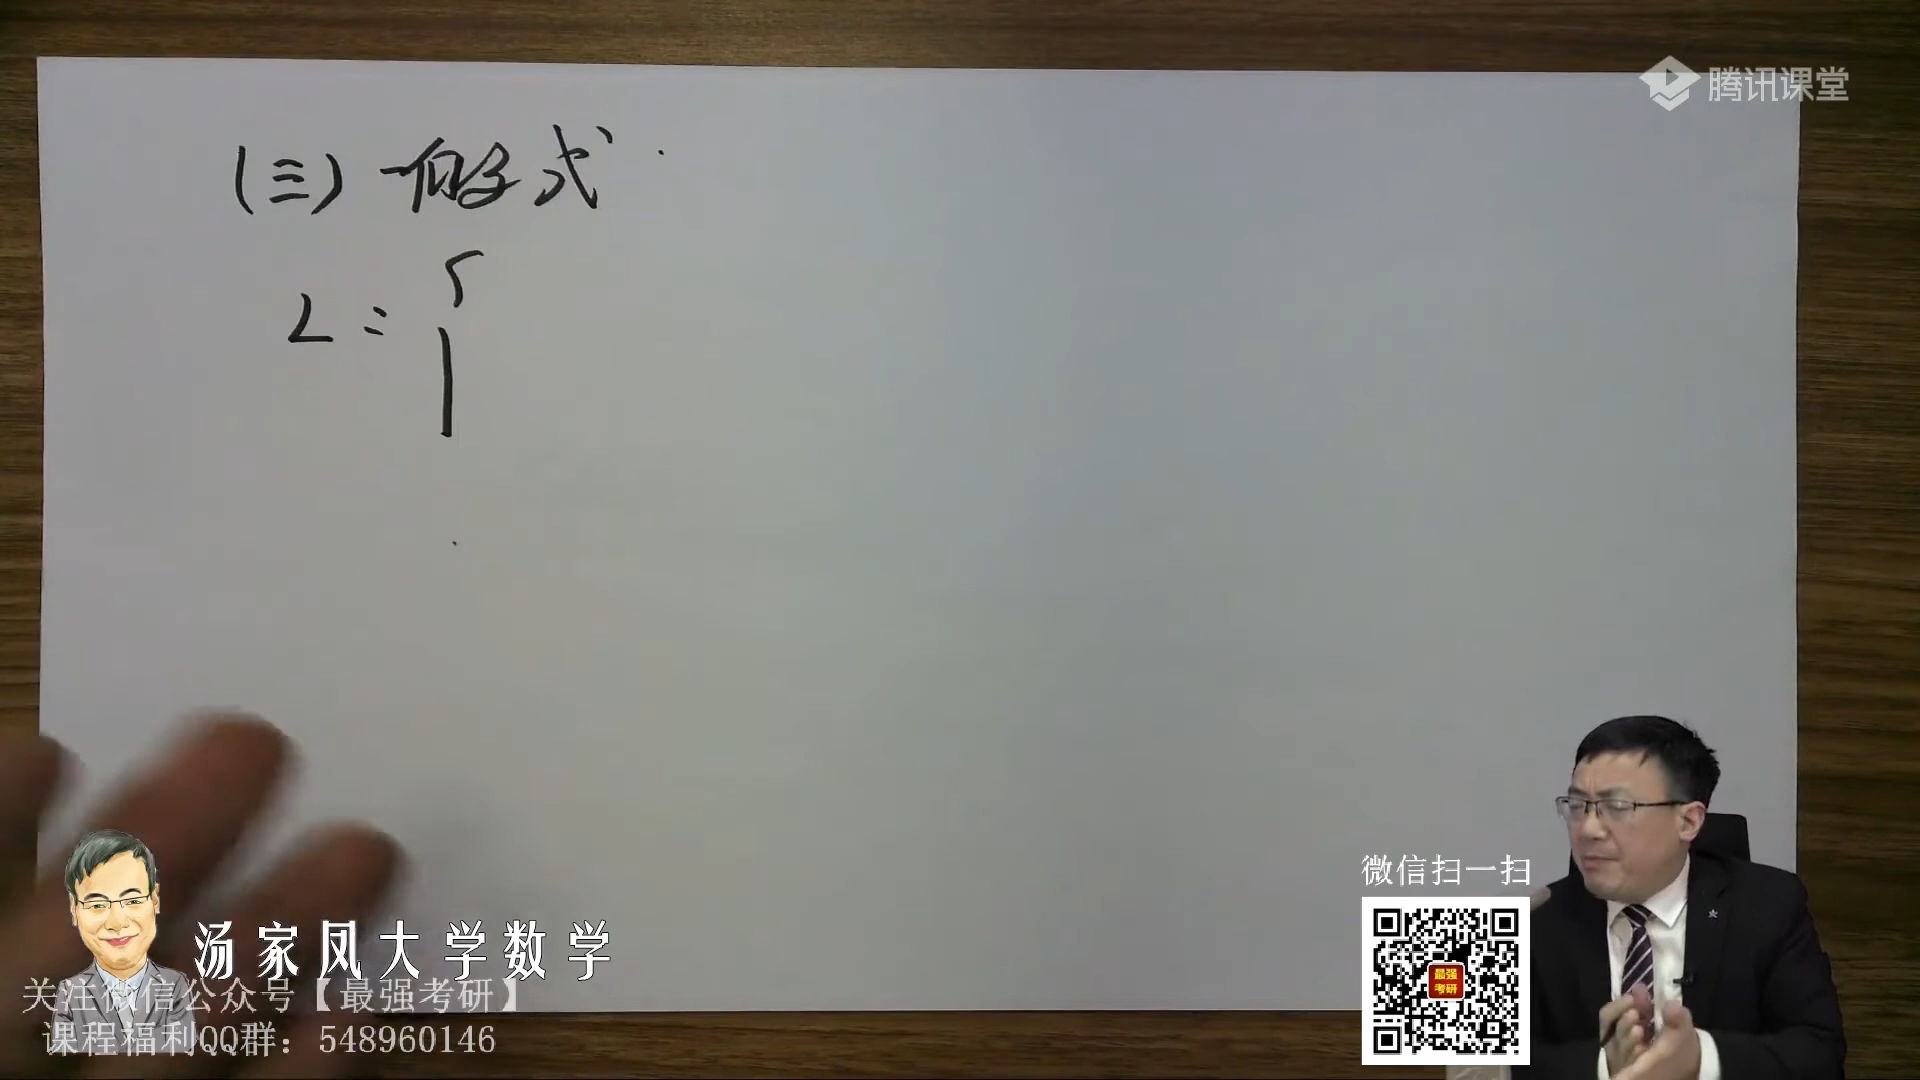 腾讯课堂
(三) 一般式
L:
微信扫一扫
最强
考研
汤家凤大学数学
关注微信公众号【最强考研】
课程福利QQ群：548960146